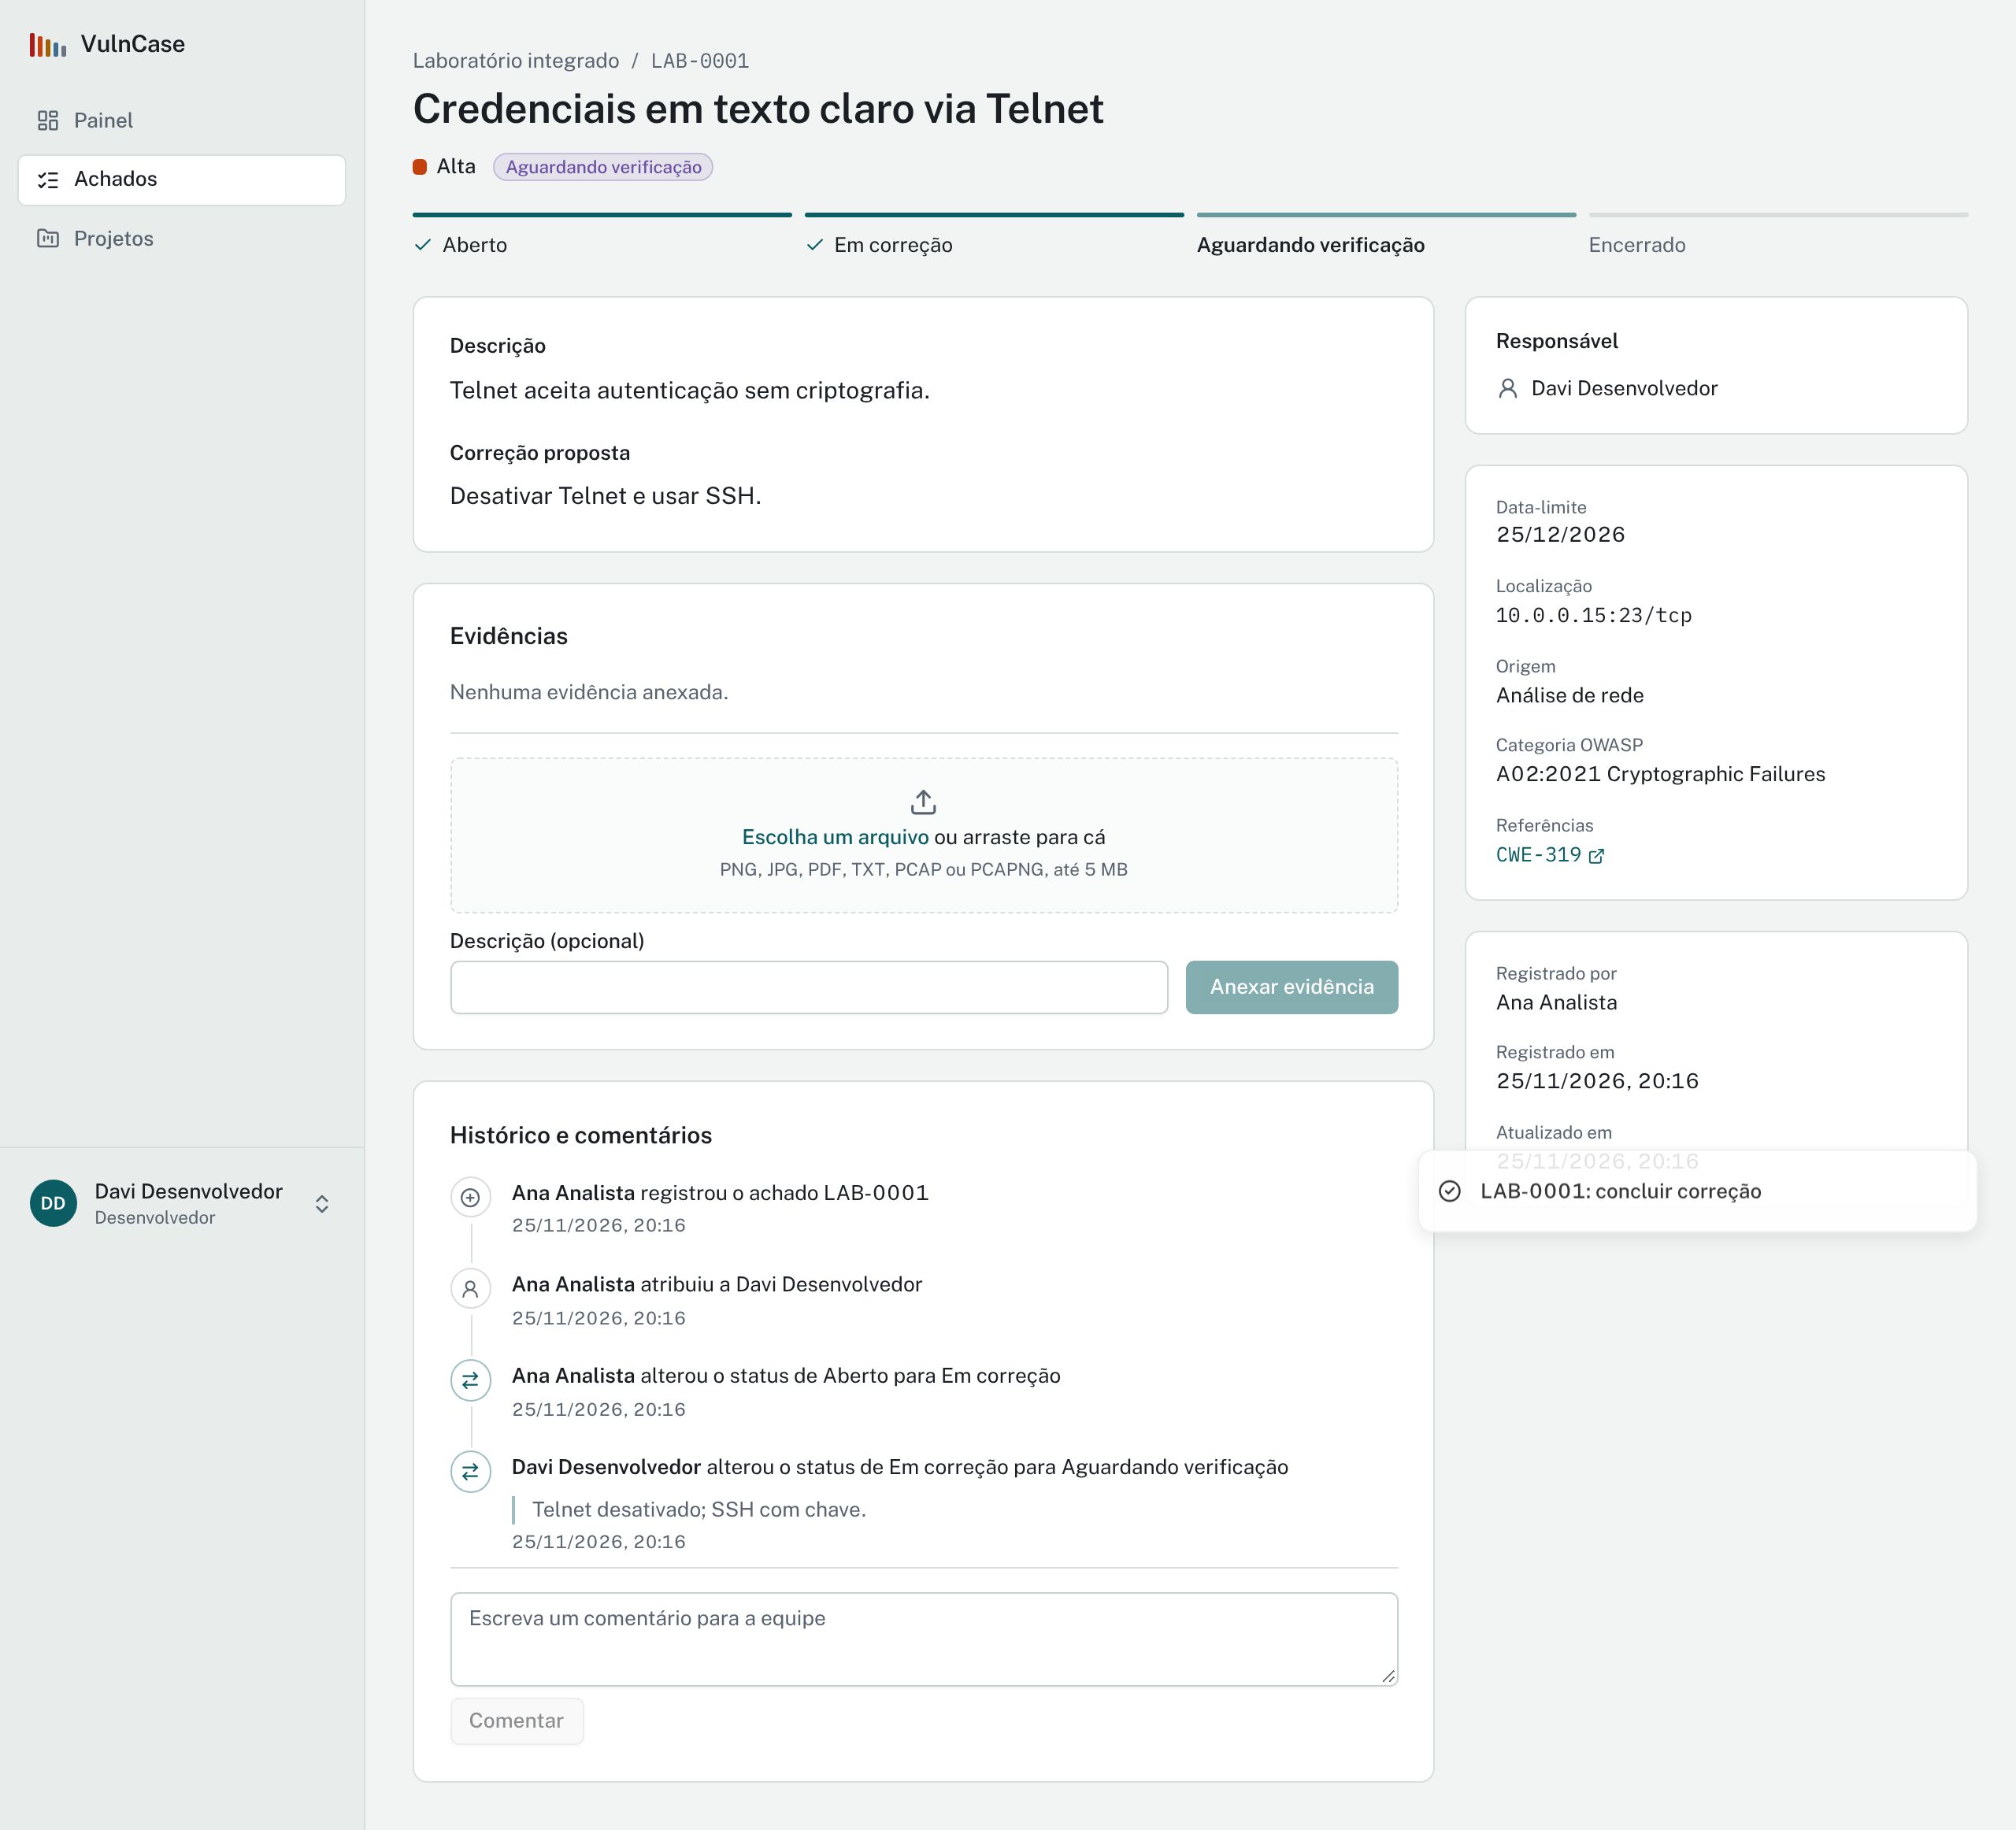 VulnCase
Painel
Achados
Projetos
DD
Davi Desenvolvedor
Desenvolvedor
Laboratório integrado / LAB-0001
Credenciais em texto claro via Telnet
Alta
Aguardando verificação
Aberto
Em correção
Aguardando verificação
Encerrado
Descrição
Telnet aceita autenticação sem criptografia.
Correção proposta
Desativar Telnet e usar SSH.
Evidências
Nenhuma evidência anexada.
Escolha um arquivo ou arraste para cá
PNG, JPG, PDF, TXT, PCAP ou PCAPNG, até 5 MB
Descrição (opcional)
Anexar evidência
Histórico e comentários
Ana Analista registrou o achado LAB-0001
25/11/2026, 20:16
Ana Analista atribuiu a Davi Desenvolvedor
25/11/2026, 20:16
Ana Analista alterou o status de Aberto para Em correção
25/11/2026, 20:16
Davi Desenvolvedor alterou o status de Em correção para Aguardando verificação
Telnet desativado; SSH com chave.
25/11/2026, 20:16
Escreva um comentário para a equipe
Comentar
Responsável
Davi Desenvolvedor
Data-limite
25/12/2026
Localização
10.0.0.15:23/tcp
Origem
Análise de rede
Categoria OWASP
A02:2021 Cryptographic Failures
Referências
CWE-319
Registrado por
Ana Analista
Registrado em
25/11/2026, 20:16
Atualizado em
25/11/2026, 20:16
LAB-0001: concluir correção